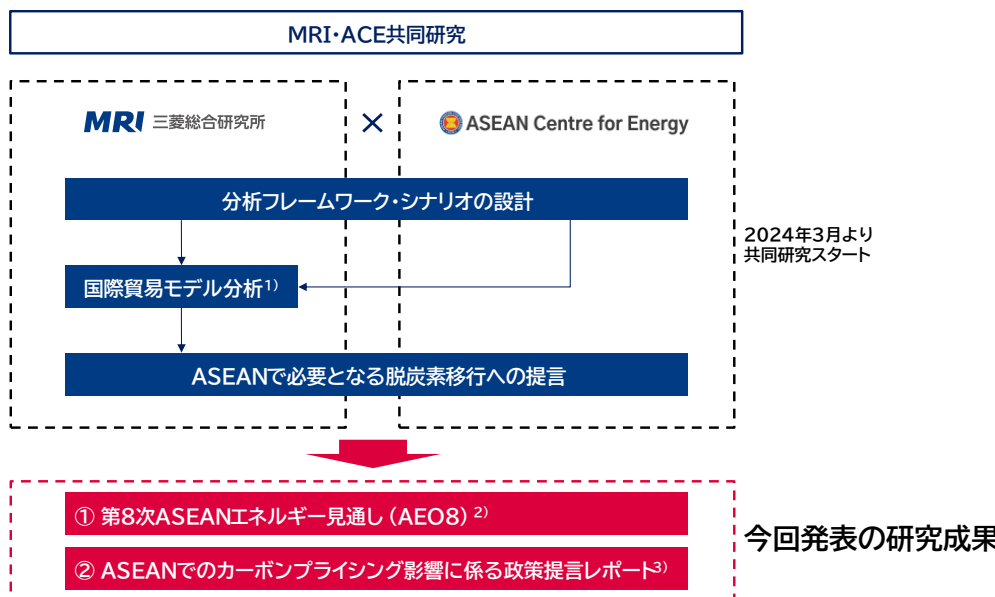 MRI・ACE共同研究
MRI 三菱総合研究所
×
ASEAN Centre for Energy
分析フレームワーク・シナリオの設計
2024年3月より
共同研究スタート
国際貿易モデル分析1)
ASEANで必要となる脱炭素移行への提言
① 第8次ASEANエネルギー見通し（AEO8）2)
今回発表の研究成果
② ASEANでのカーボンプライシング影響に係る政策提言レポート3)